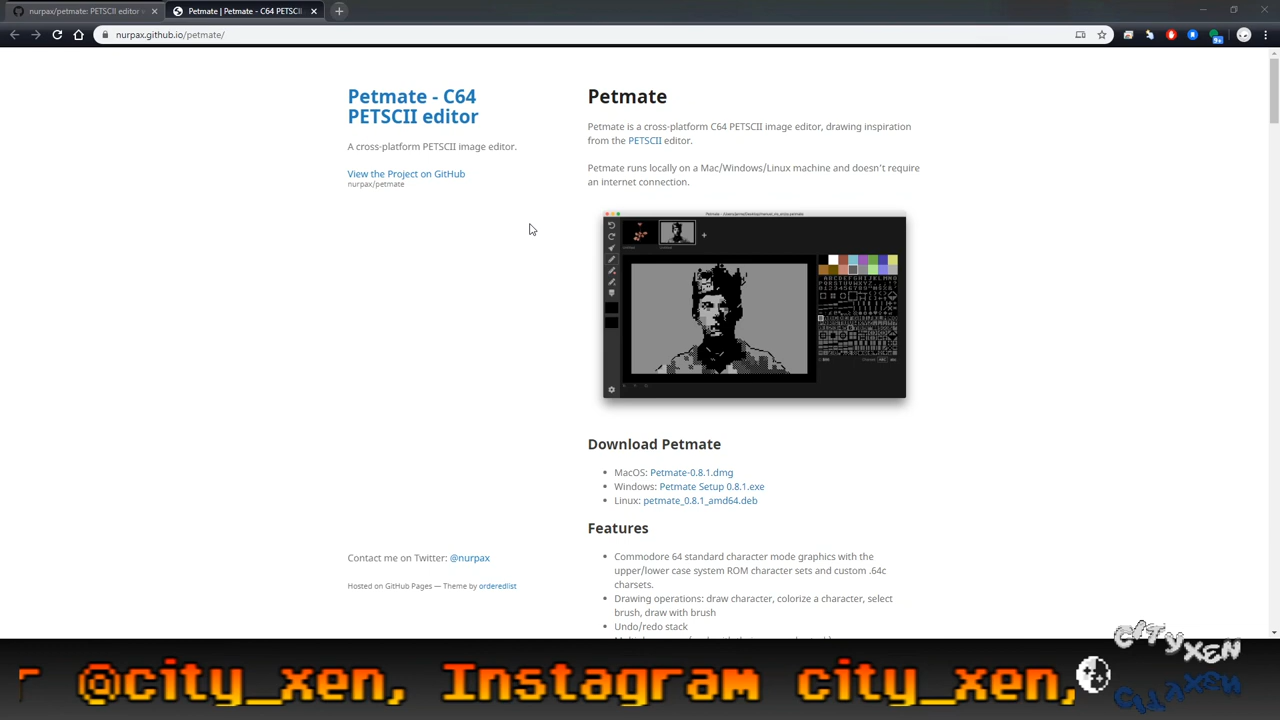 nurpax/petmate: PETSCII editor
Petmate | Petmate - C64 PETSCII
nurpax.github.io/petmate/
Petmate - C64
PETSCII editor
A cross-platform PETSCII image editor.
View the Project on GitHub
nurpax/petmate
Contact me on Twitter: @nurpax
Hosted on GitHub Pages — Theme by orderedlist
Petmate
Petmate is a cross-platform C64 PETSCII image editor, drawing inspiration
from the PETSCII editor.
Petmate runs locally on a Mac/Windows/Linux machine and doesn't require
an internet connection.
Download Petmate
MacOS: Petmate-0.8.1.dmg
Windows: Petmate Setup 0.8.1.exe
Linux: petmate_0.8.1_amd64.deb
Features
Commodore 64 standard character mode graphics with the
upper/lower case system ROM character sets and custom .64c
charsets.
Drawing operations: draw character, colorize a character, select
brush, draw with brush
Undo/redo stack
@city_xen, Instagram city_xen,
CITYXEN